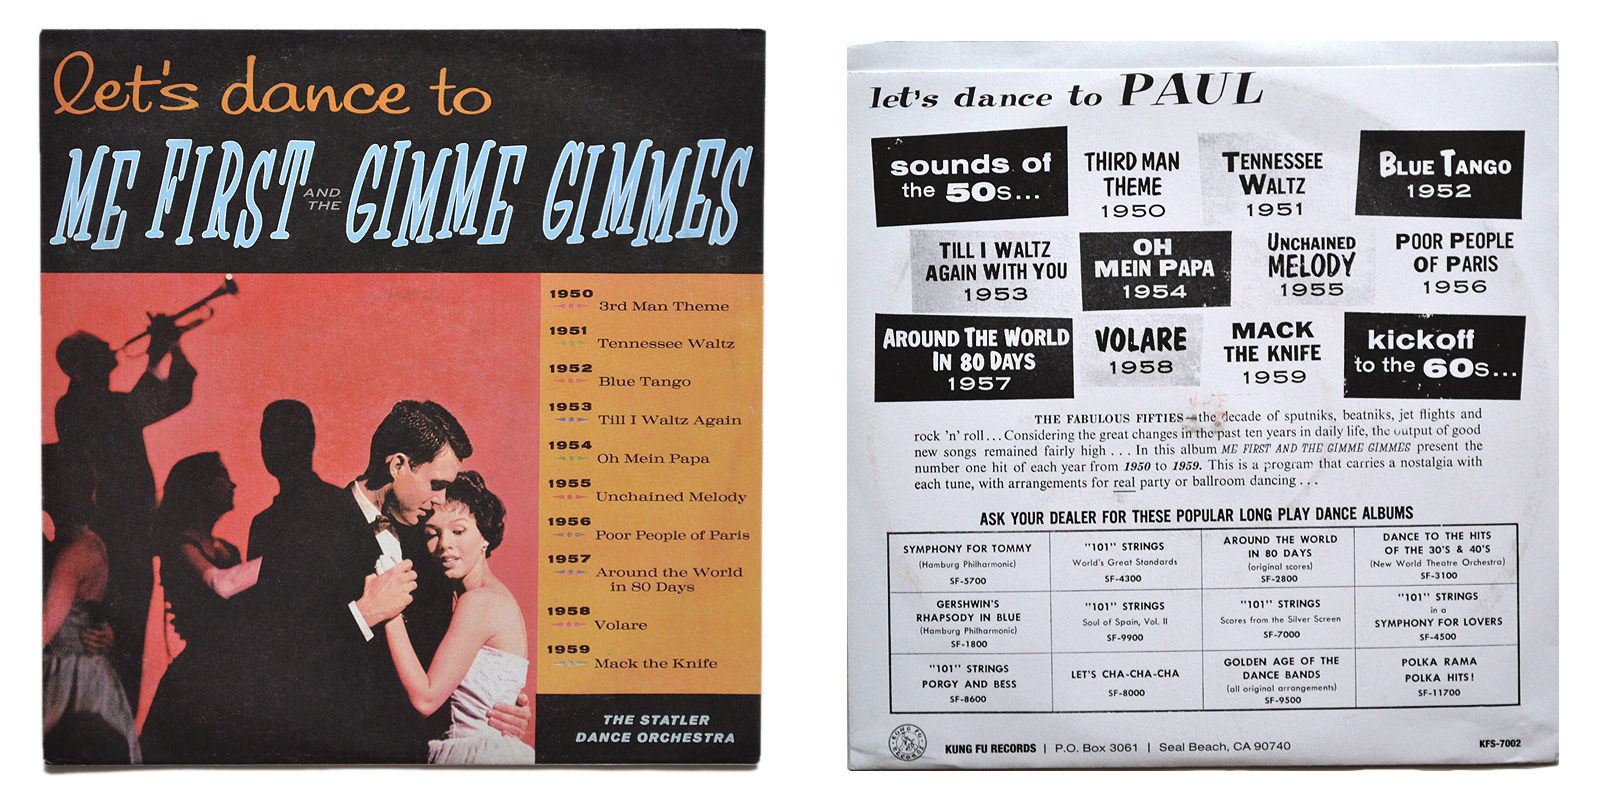 let's dance to
ME FIRST AND THE GIMME GIMMES
1950
3rd Man Theme
1951
Tennessee Waltz
1952
Blue Tango
1953
Till I Waltz Again
1954
Oh Mein Papa
1955
Unchained Melody
1956
Poor People of Paris
1957
Around the World
in 80 Days
1958
Volare
1959
Mack the Knife
THE STATLER
DANCE ORCHESTRA
let's dance to PAUL
sounds of
the 50s...
THIRD MAN
THEME
1950
TENNESSEE
WALTZ
1951
BLUE TANGO
1952
TILL I WALTZ
AGAIN WITH YOU
1953
OH
MEIN PAPA
1954
UNCHAINED
MELODY
1955
POOR PEOPLE
OF PARIS
1956
AROUND THE WORLD
IN 80 DAYS
1957
VOLARE
1958
MACK
THE KNIFE
1959
kickoff
to the 60s...
THE FABULOUS FIFTIES—the decade of sputniks, beatniks, jet flights and
rock 'n' roll...Considering the great changes in the past ten years in daily life, the output of good
new songs remained fairly high . . . In this album ME FIRST AND THE GIMME GIMMES present the
number one hit of each year from 1950 to 1959. This is a program that carries a nostalgia with
each tune, with arrangements for real party or ballroom dancing . . .
ASK YOUR DEALER FOR THESE POPULAR LONG PLAY DANCE ALBUMS
SYMPHONY FOR TOMMY
(Hamburg Philharmonic)
SF-5700
"101" STRINGS
World's Great Standards
SF-4300
AROUND THE WORLD
IN 80 DAYS
(original scores)
SF-2800
DANCE TO THE HITS
OF THE 30'S & 40'S
(New World Theatre Orchestra)
SF-3100
GERSHWIN'S
RHAPSODY IN BLUE
(Hamburg Philharmonic)
SF-1800
"101" STRINGS
Soul of Spain, Vol. II
SF-9900
"101" STRINGS
Scores from the Silver Screen
SF-7000
"101" STRINGS
in a
SYMPHONY FOR LOVERS
SF-4500
"101" STRINGS
PORGY AND BESS
SF-8600
LET'S CHA-CHA-CHA
SF-8000
GOLDEN AGE OF THE
DANCE BANDS
(all original arrangements)
SF-9500
POLKA RAMA
POLKA HITS!
SF-11700
KUNG FU RECORDS
KUNG FU RECORDS | P.O. Box 3061 | Seal Beach, CA 90740
KFS-7002